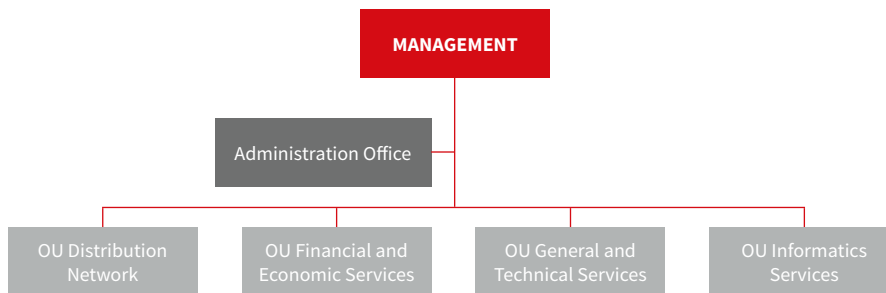 MANAGEMENT
Administration Office
OU Distribution
Network
OU Financial and
Economic Services
OU General and
Technical Services
OU Informatics
Services